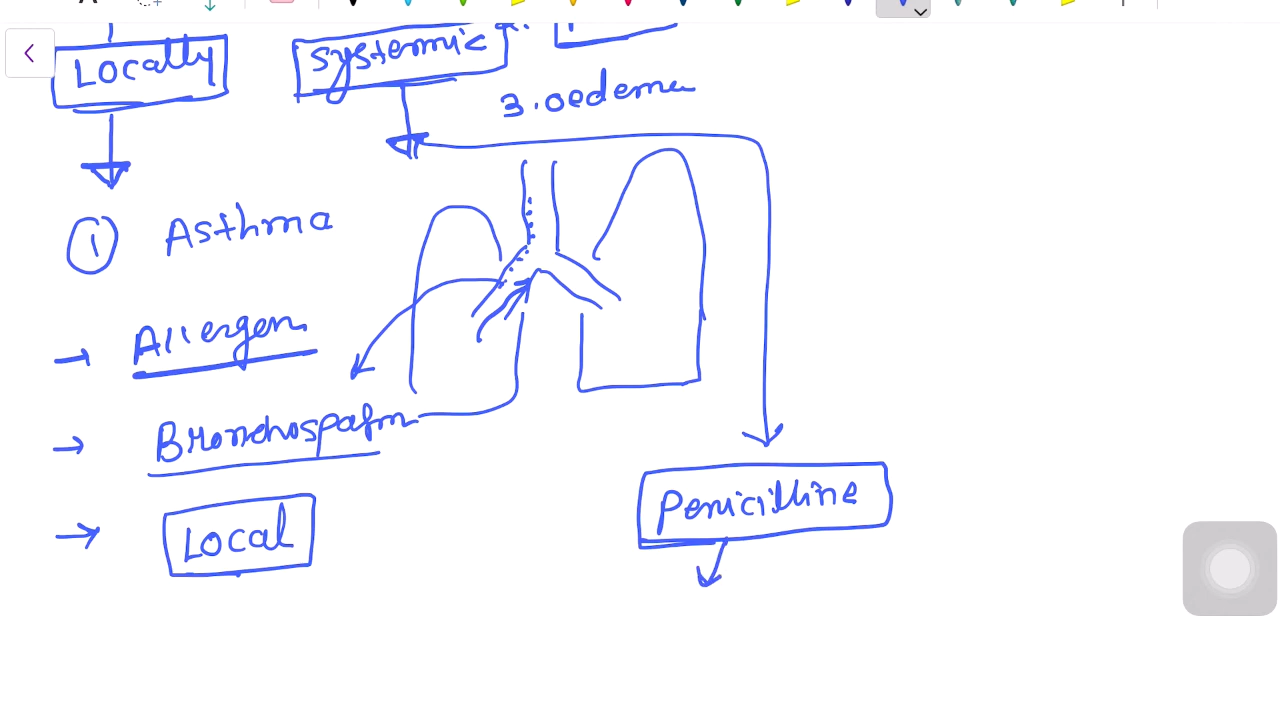 Locally
systemic
3. oedema
① Asthma
→ Allergen
→ Bronchospasm
→ Local
Penicilline